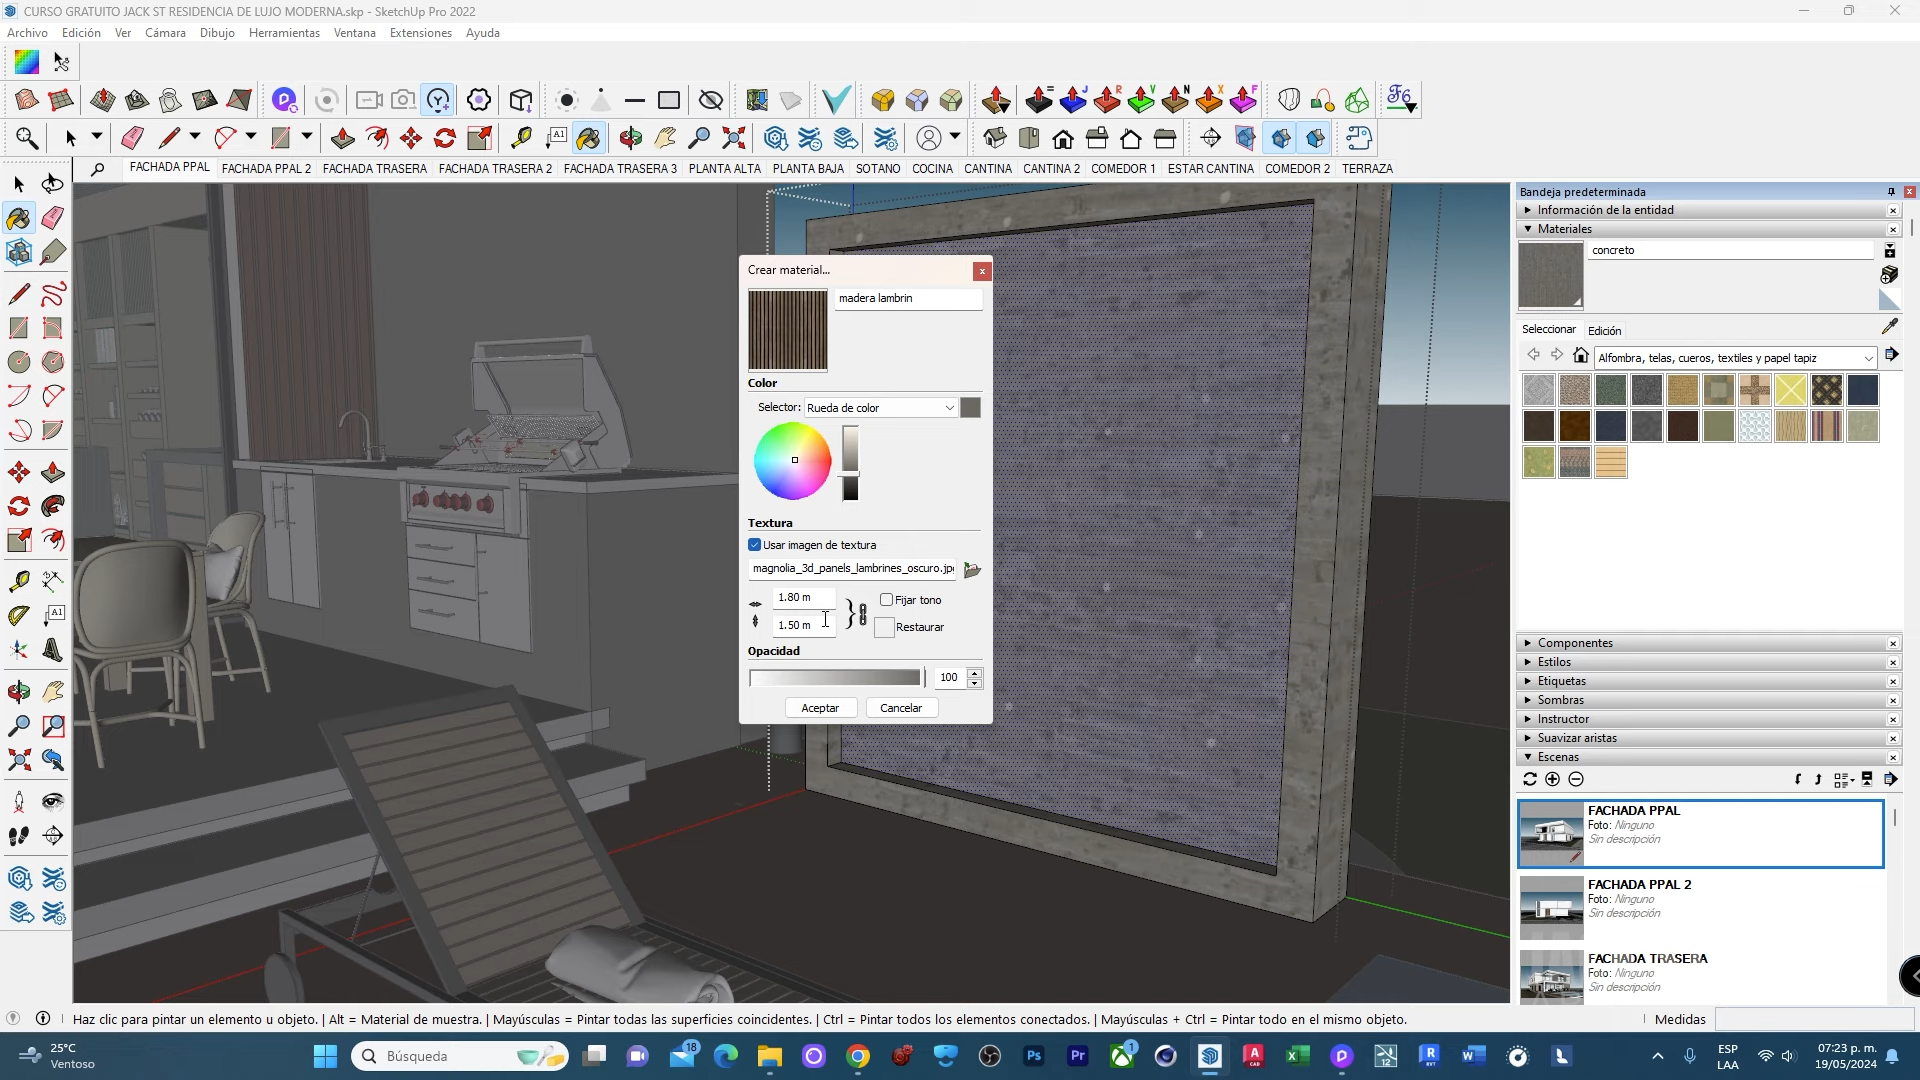 CURSO GRATUITO JACK ST RESIDENCIA DE LUJO MODERNA.skp - SketchUp Pro 2022
Archivo Edición Ver Cámara Dibujo Herramientas Ventana Extensiones Ayuda
FACHADA PPAL FACHADA PPAL 2 FACHADA TRASERA FACHADA TRASERA 2 FACHADA TRASERA 3 PLANTA ALTA PLANTA BAJA SOTANO COCINA CANTINA CANTINA 2 COMEDOR 1 ESTAR CANTINA COMEDOR 2 TERRAZA
Bandeja predeterminada
Información de la entidad
Materiales
concreto
Seleccionar Edición
Alfombra, telas, cueros, textiles y papel tapiz
Crear material...
madera lambrin
Color
Selector: Rueda de color
Textura
Usar imagen de textura
magnolia_3d_panels_lambrines_oscuro.jp
1.80 m
Fijar tono
1.50 m
Restaurar
Opacidad
100
Aceptar Cancelar
Componentes
Estilos
Etiquetas
Sombras
Instructor
Suavizar aristas
Escenas
FACHADA PPAL
Foto: Ninguno
Sin descripción
FACHADA PPAL 2
Foto: Ninguno
Sin descripción
FACHADA TRASERA
Foto: Ninguno
Sin descripción
Haz clic para pintar un elemento u objeto. | Alt = Material de muestra. | Mayúsculas = Pintar todas las superficies coincidentes. | Ctrl = Pintar todos los elementos conectados. | Mayúsculas + Ctrl = Pintar todo en el mismo objeto.
Medidas
25°C
Ventoso
Búsqueda
18
1
ESP
LAA
07:23 p. m.
19/05/2024